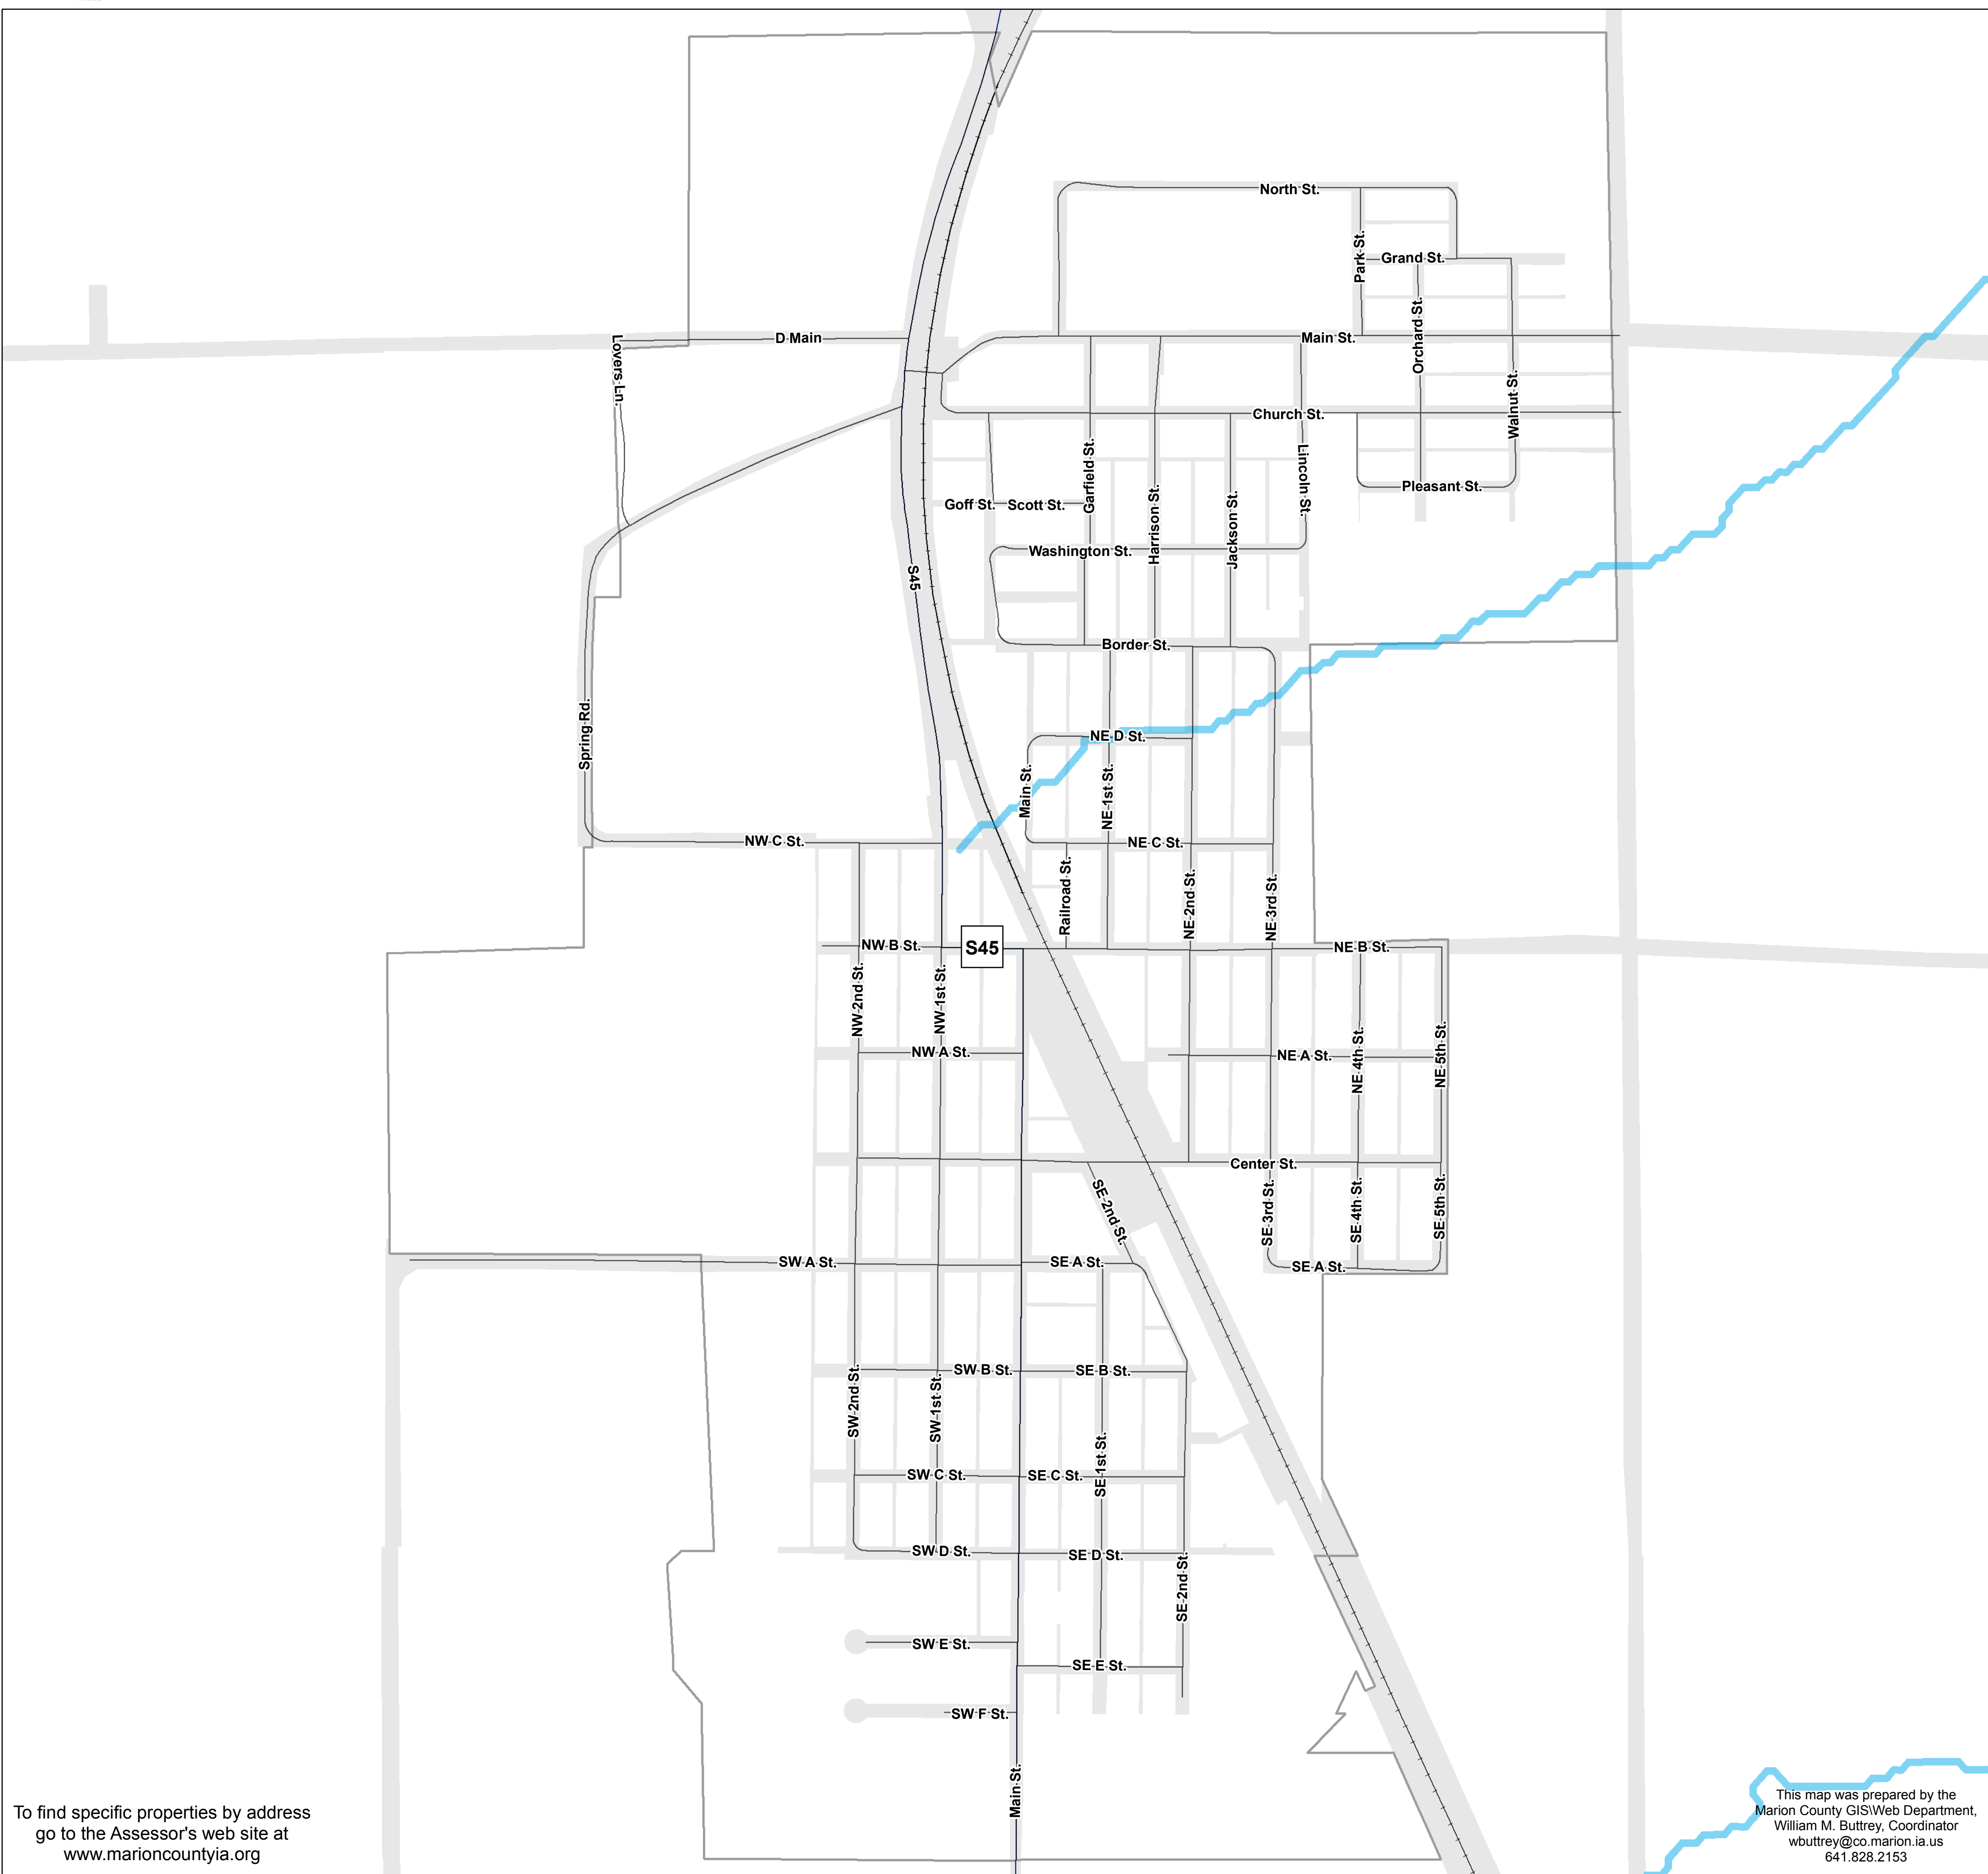 North St.
Park St.
Grand St.
Orchard St.
D Main
Main St.
Lovers Ln.
Walnut St.
Church St.
Garfield St.
Harrison St.
Jackson St.
Lincoln St.
Pleasant St.
Goff St.
Scott St.
Washington St.
S45
Border St.
Spring Rd.
NE D St.
Main St.
NE 1st St.
NW C St.
NE C St.
Railroad St.
NE 2nd St.
NE 3rd St.
NW B St.
S45
NE B St.
NW 2nd St.
NW 1st St.
NW A St.
NE A St.
NE 4th St.
NE 5th St.
Center St.
SE 2nd St.
SE 3rd St.
SE 4th St.
SE 5th St.
SW A St.
SE A St.
SE A St.
SW B St.
SE B St.
SW 2nd St.
SW 1st St.
SE 1st St.
SW C St.
SE C St.
SW D St.
SE D St.
SE 2nd St.
SW E St.
SE E St.
SW F St.
Main St.
To find specific properties by address
go to the Assessor's web site at
www.marioncountyia.org
This map was prepared by the
Marion County GIS\Web Department,
William M. Buttrey, Coordinator
wbuttrey@co.marion.ia.us
641.828.2153